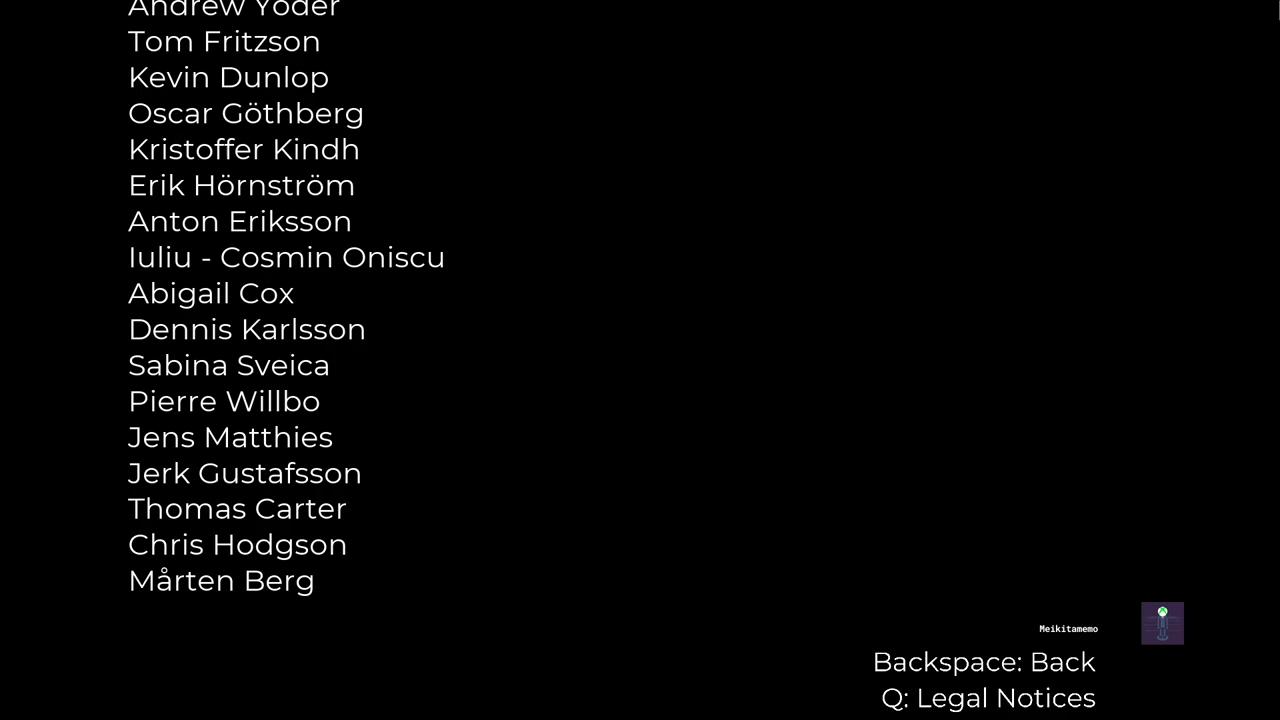 Andrew Yoder
Tom Fritzson
Kevin Dunlop
Oscar Göthberg
Kristoffer Kindh
Erik Hörnström
Anton Eriksson
Iuliu - Cosmin Oniscu
Abigail Cox
Dennis Karlsson
Sabina Sveica
Pierre Willbo
Jens Matthies
Jerk Gustafsson
Thomas Carter
Chris Hodgson
Mårten Berg
Meikitamemo
Backspace: Back
Q: Legal Notices